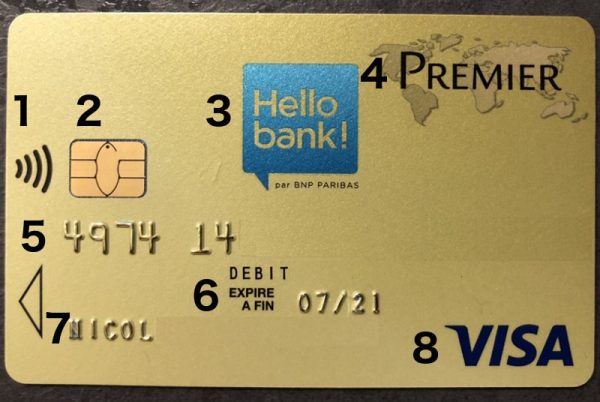 4 PREMIER
1 2 3 Hello
bank!
par BNP PARIBAS
5 4974 14
DEBIT
6 EXPIRE
A FIN 07/21
7 NICOL
8 VISA